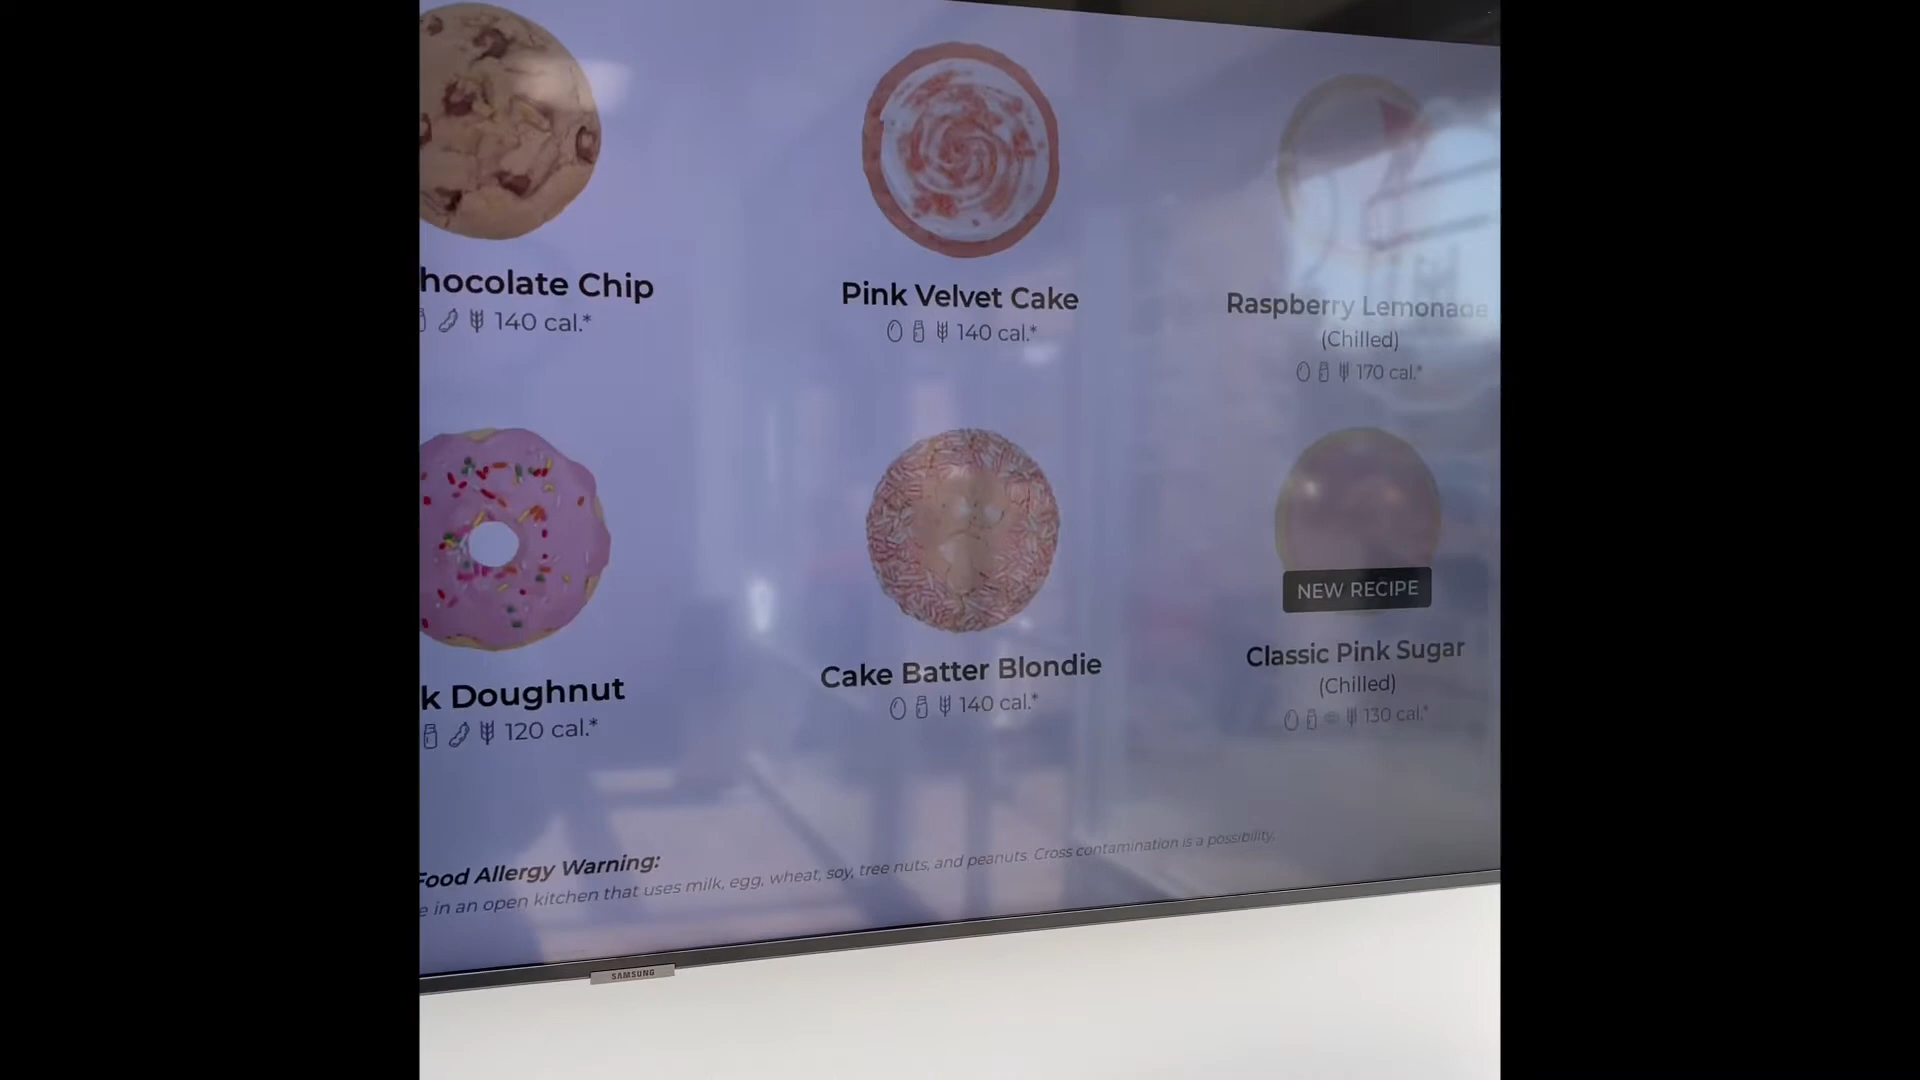 hocolate Chip
140 cal.*
Pink Velvet Cake
140 cal.*
Raspberry Lemonade
(Chilled)
170 cal.*
k Doughnut
120 cal.*
Cake Batter Blondie
140 cal.*
NEW RECIPE
Classic Pink Sugar
(Chilled)
130 cal.*
Food Allergy Warning:
e in an open kitchen that uses milk, egg, wheat, soy, tree nuts, and peanuts. Cross contamination is a possibility.
SAMSUNG